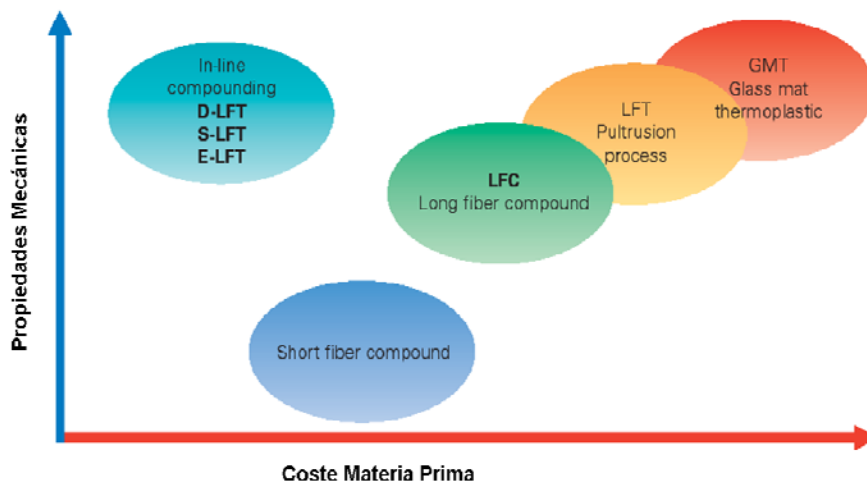 Propiedades Mecánicas
In-line
compounding
D-LFT
S-LFT
E-LFT
GMT
Glass mat
thermoplastic
LFT
Pultrusion
process
LFC
Long fiber compound
Short fiber compound
Coste Materia Prima